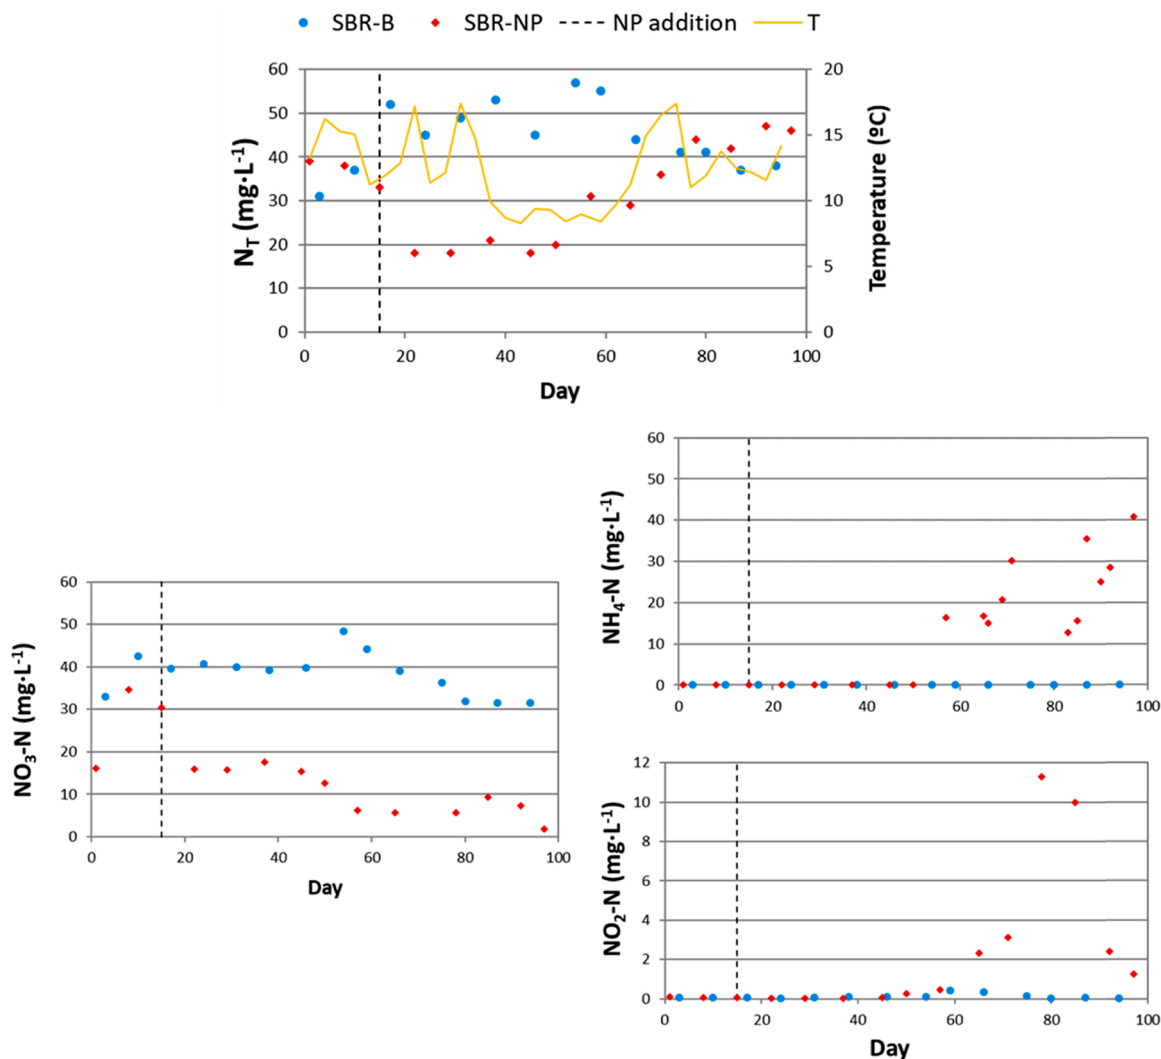 SBR-B SBR-NP NP addition T
60 50 40 30 20 10 0
N_T (mg·L⁻¹)
20 15 10 5 0
Temperature (ºC)
0 20 40 60 80 100
Day
60 50 40 30 20 10 0
NH₄-N (mg·L⁻¹)
0 20 40 60 80 100
60 50 40 30 20 10 0
NO₃-N (mg·L⁻¹)
0 20 40 60 80 100
Day
12 10 8 6 4 2 0
NO₂-N (mg·L⁻¹)
0 20 40 60 80 100
Day